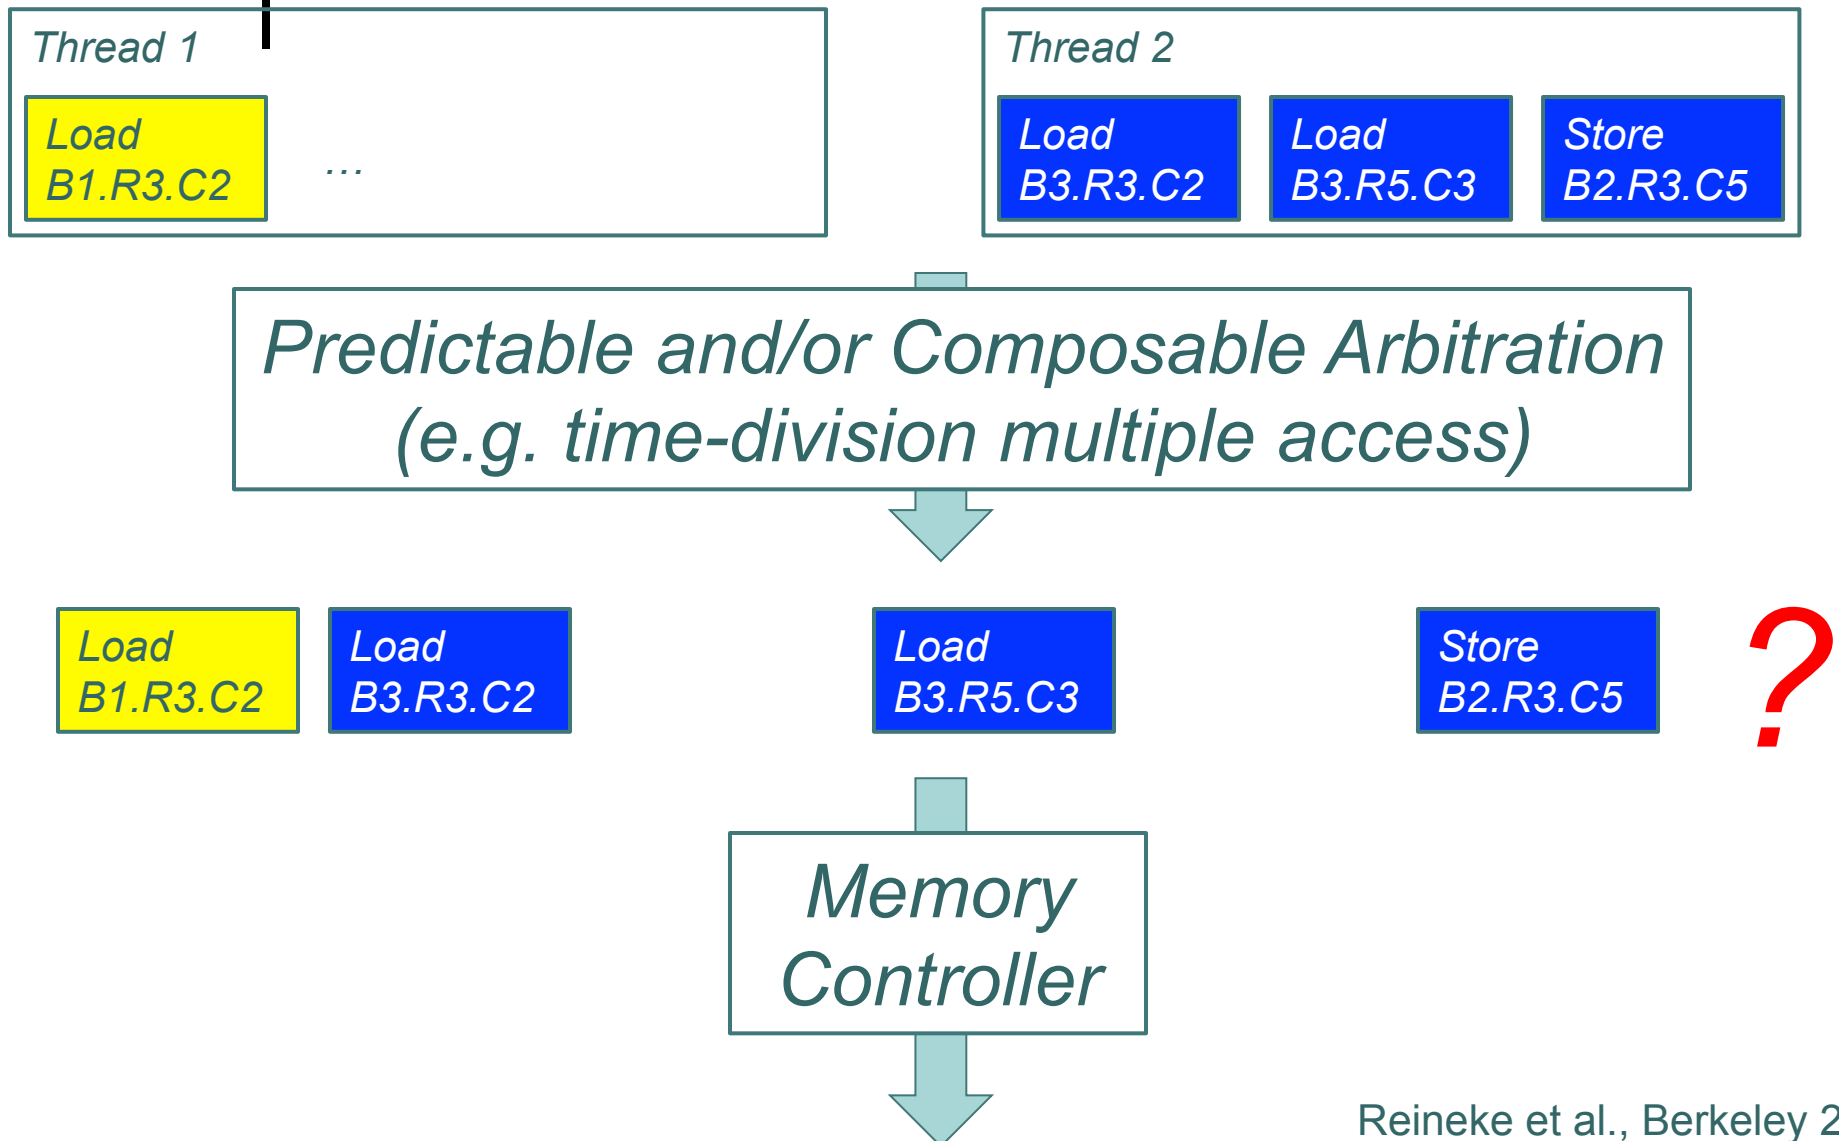 Thread 1
Load
B1.R3.C2
...
Thread 2
Load
B3.R3.C2
Load
B3.R5.C3
Store
B2.R3.C5
Predictable and/or Composable Arbitration
(e.g. time-division multiple access)
Load
B1.R3.C2
Load
B3.R3.C2
Load
B3.R5.C3
Store
B2.R3.C5
?
Memory
Controller
Reineke et al., Berkeley 2